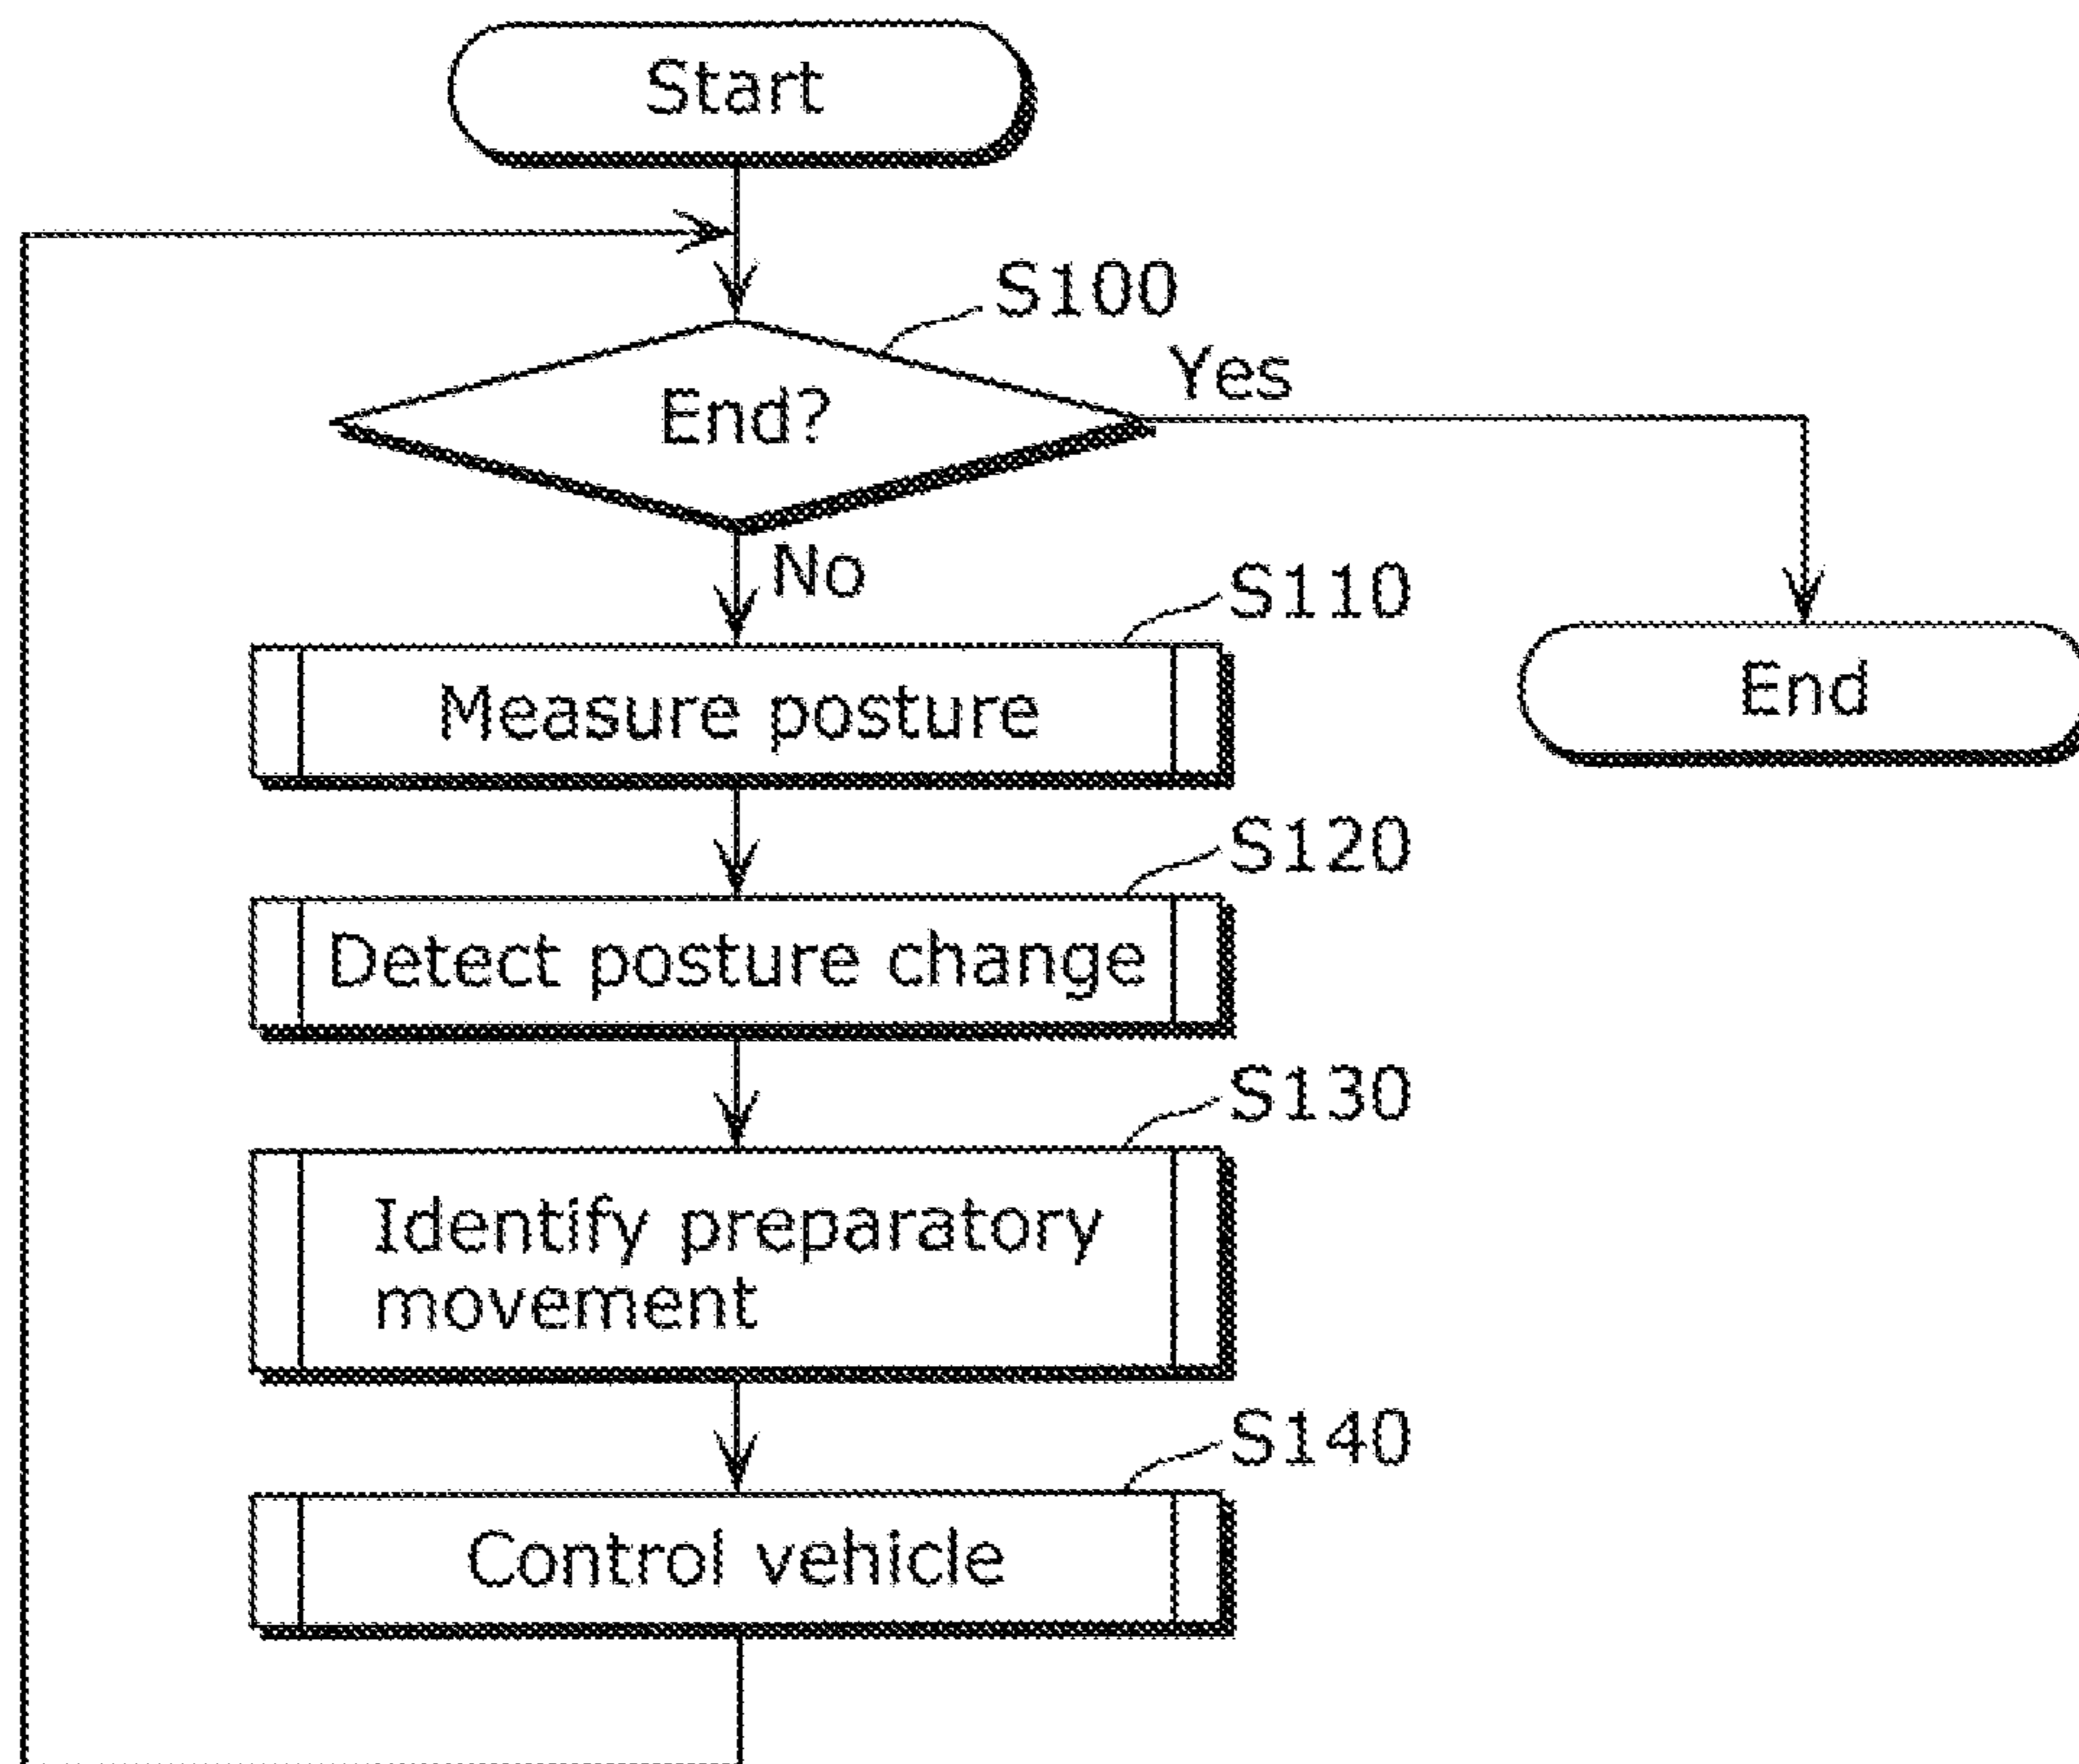 Start
S100
End?
Yes
No
S110
Measure posture
End
S120
Detect posture change
S130
Identify preparatory
movement
S140
Control vehicle